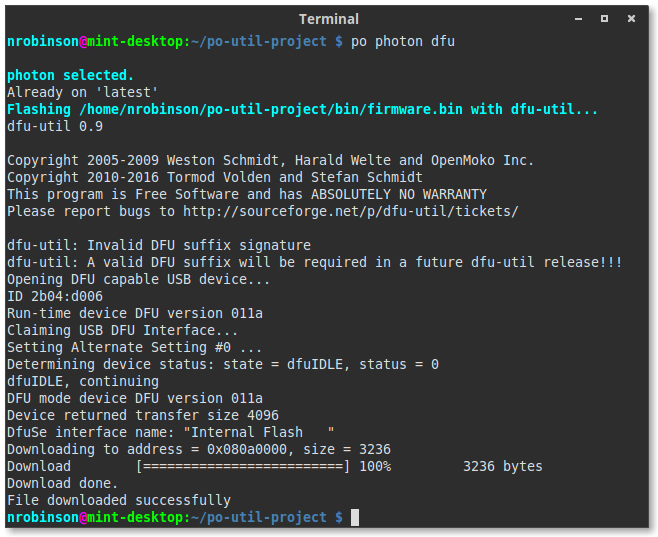 Terminal
nrobinson@mint-desktop:~/po-util-project $ po photon dfu
photon selected.
Already on 'latest'
Flashing /home/nrobinson/po-util-project/bin/firmware.bin with dfu-util...
dfu-util 0.9
Copyright 2005-2009 Weston Schmidt, Harald Welte and OpenMoko Inc.
Copyright 2010-2016 Tormod Volden and Stefan Schmidt
This program is Free Software and has ABSOLUTELY NO WARRANTY
Please report bugs to http://sourceforge.net/p/dfu-util/tickets/
dfu-util: Invalid DFU suffix signature
dfu-util: A valid DFU suffix will be required in a future dfu-util release!!!
Opening DFU capable USB device...
ID 2b04:d006
Run-time device DFU version 011a
Claiming USB DFU Interface...
Setting Alternate Setting #0 ...
Determining device status: state = dfuIDLE, status = 0
dfuIDLE, continuing
DFU mode device DFU version 011a
Device returned transfer size 4096
DfuSe interface name: "Internal Flash   "
Downloading to address = 0x080a0000, size = 3236
Download        [=========================] 100%         3236 bytes
Download done.
File downloaded successfully
nrobinson@mint-desktop:~/po-util-project $